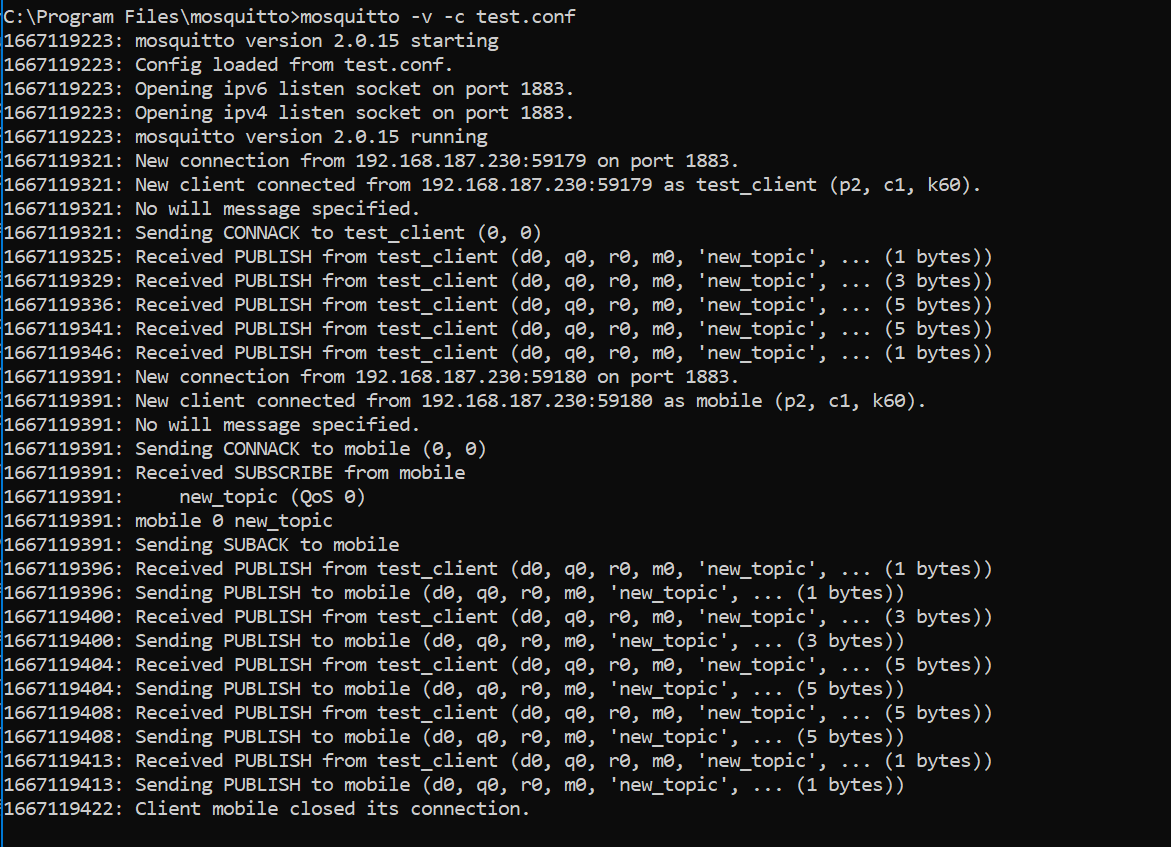 C:\Program Files\mosquitto>mosquitto -v -c test.conf
1667119223: mosquitto version 2.0.15 starting
1667119223: Config loaded from test.conf.
1667119223: Opening ipv6 listen socket on port 1883.
1667119223: Opening ipv4 listen socket on port 1883.
1667119223: mosquitto version 2.0.15 running
1667119321: New connection from 192.168.187.230:59179 on port 1883.
1667119321: New client connected from 192.168.187.230:59179 as test_client (p2, c1, k60).
1667119321: No will message specified.
1667119321: Sending CONNACK to test_client (0, 0)
1667119325: Received PUBLISH from test_client (d0, q0, r0, m0, 'new_topic', ... (1 bytes))
1667119329: Received PUBLISH from test_client (d0, q0, r0, m0, 'new_topic', ... (3 bytes))
1667119336: Received PUBLISH from test_client (d0, q0, r0, m0, 'new_topic', ... (5 bytes))
1667119341: Received PUBLISH from test_client (d0, q0, r0, m0, 'new_topic', ... (5 bytes))
1667119346: Received PUBLISH from test_client (d0, q0, r0, m0, 'new_topic', ... (1 bytes))
1667119391: New connection from 192.168.187.230:59180 on port 1883.
1667119391: New client connected from 192.168.187.230:59180 as mobile (p2, c1, k60).
1667119391: No will message specified.
1667119391: Sending CONNACK to mobile (0, 0)
1667119391: Received SUBSCRIBE from mobile
1667119391:     new_topic (QoS 0)
1667119391: mobile 0 new_topic
1667119391: Sending SUBACK to mobile
1667119396: Received PUBLISH from test_client (d0, q0, r0, m0, 'new_topic', ... (1 bytes))
1667119396: Sending PUBLISH to mobile (d0, q0, r0, m0, 'new_topic', ... (1 bytes))
1667119400: Received PUBLISH from test_client (d0, q0, r0, m0, 'new_topic', ... (3 bytes))
1667119400: Sending PUBLISH to mobile (d0, q0, r0, m0, 'new_topic', ... (3 bytes))
1667119404: Received PUBLISH from test_client (d0, q0, r0, m0, 'new_topic', ... (5 bytes))
1667119404: Sending PUBLISH to mobile (d0, q0, r0, m0, 'new_topic', ... (5 bytes))
1667119408: Received PUBLISH from test_client (d0, q0, r0, m0, 'new_topic', ... (5 bytes))
1667119408: Sending PUBLISH to mobile (d0, q0, r0, m0, 'new_topic', ... (5 bytes))
1667119413: Received PUBLISH from test_client (d0, q0, r0, m0, 'new_topic', ... (1 bytes))
1667119413: Sending PUBLISH to mobile (d0, q0, r0, m0, 'new_topic', ... (1 bytes))
1667119422: Client mobile closed its connection.